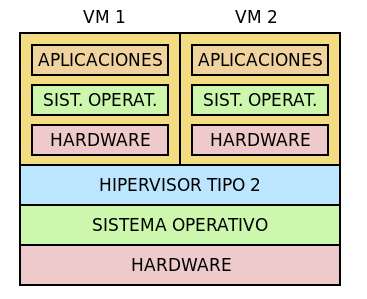 VM 1 VM 2
APLICACIONES APLICACIONES
SIST. OPERAT. SIST. OPERAT.
HARDWARE HARDWARE
HIPERVISOR TIPO 2
SISTEMA OPERATIVO
HARDWARE